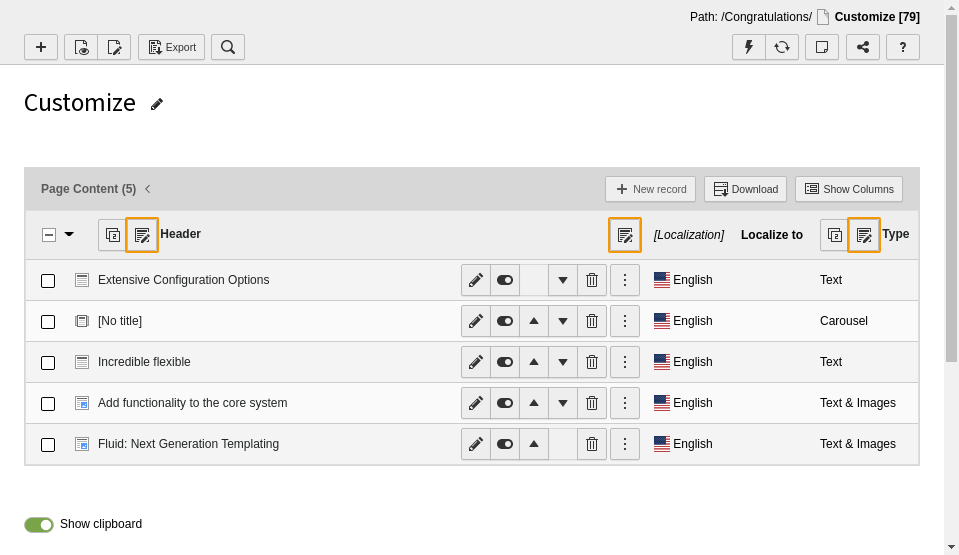 Path: /Congratulations/ Customize [79]
Export
?
Customize
Page Content (5)
New record Download Show Columns
Header [Localization] Localize to Type
Extensive Configuration Options English Text
[No title] English Carousel
Incredible flexible English Text
Add functionality to the core system English Text & Images
Fluid: Next Generation Templating English Text & Images
Show clipboard